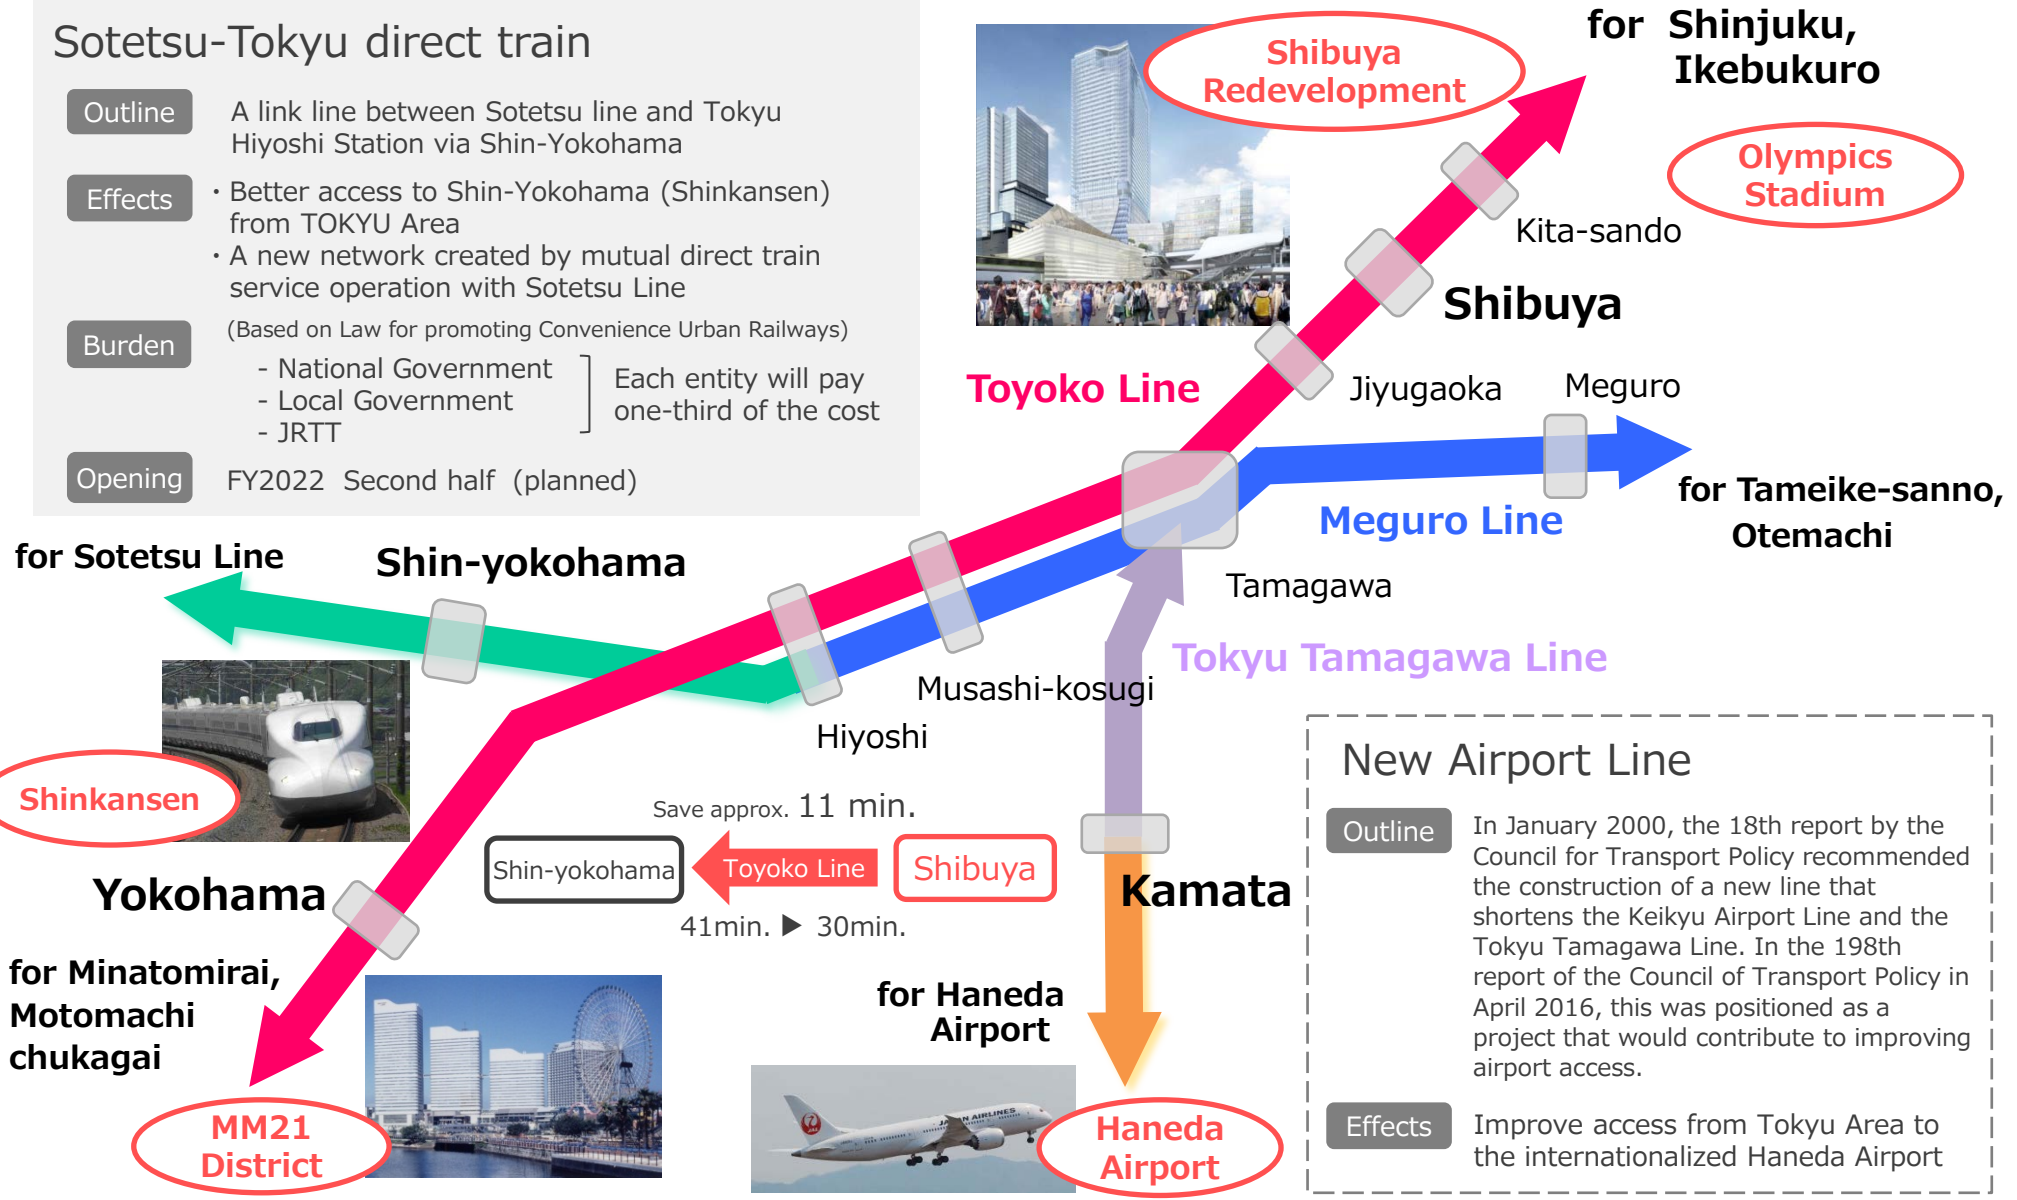 Sotetsu-Tokyu direct train
Outline
A link line between Sotetsu line and Tokyu
Hiyoshi Station via Shin-Yokohama
Effects
・Better access to Shin-Yokohama (Shinkansen)
from TOKYU Area
・A new network created by mutual direct train
service operation with Sotetsu Line
Burden
(Based on Law for promoting Convenience Urban Railways)
- National Government
- Local Government
- JRTT
Each entity will pay
one-third of the cost
Opening
FY2022 Second half (planned)
Shibuya
Redevelopment
for Shinjuku,
Ikebukuro
Olympics
Stadium
Kita-sando
Shibuya
Toyoko Line
Jiyugaoka
Meguro
for Tameike-sanno,
Otemachi
Meguro Line
for Sotetsu Line
Shin-yokohama
Tamagawa
Tokyu Tamagawa Line
Musashi-kosugi
Hiyoshi
Shinkansen
Save approx. 11 min.
Shin-yokohama
Toyoko Line
Shibuya
41min. ▶ 30min.
Yokohama
Kamata
for Minatomirai,
Motomachi
chukagai
for Haneda
Airport
MM21
District
JAPAN AIRLINES
Haneda
Airport
New Airport Line
Outline
In January 2000, the 18th report by the
Council for Transport Policy recommended
the construction of a new line that
shortens the Keikyu Airport Line and the
Tokyu Tamagawa Line. In the 198th
report of the Council of Transport Policy in
April 2016, this was positioned as a
project that would contribute to improving
airport access.
Effects
Improve access from Tokyu Area to
the internationalized Haneda Airport